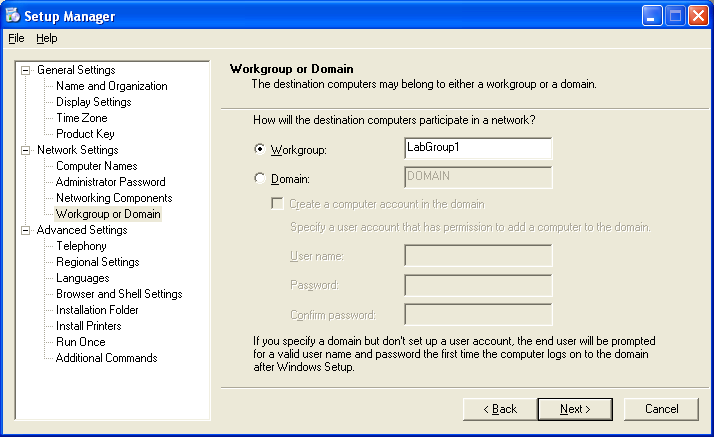 Setup Manager
File Help
General Settings
Name and Organization
Display Settings
Time Zone
Product Key
Network Settings
Computer Names
Administrator Password
Networking Components
Workgroup or Domain
Advanced Settings
Telephony
Regional Settings
Languages
Browser and Shell Settings
Installation Folder
Install Printers
Run Once
Additional Commands
Workgroup or Domain
The destination computers may belong to either a workgroup or a domain.
How will the destination computers participate in a network?
Workgroup: LabGroup1
Domain: DOMAIN
Create a computer account in the domain
Specify a user account that has permission to add a computer to the domain.
User name:
Password:
Confirm password:
If you specify a domain but don't set up a user account, the end user will be prompted
for a valid user name and password the first time the computer logs on to the domain
after Windows Setup.
< Back Next > Cancel